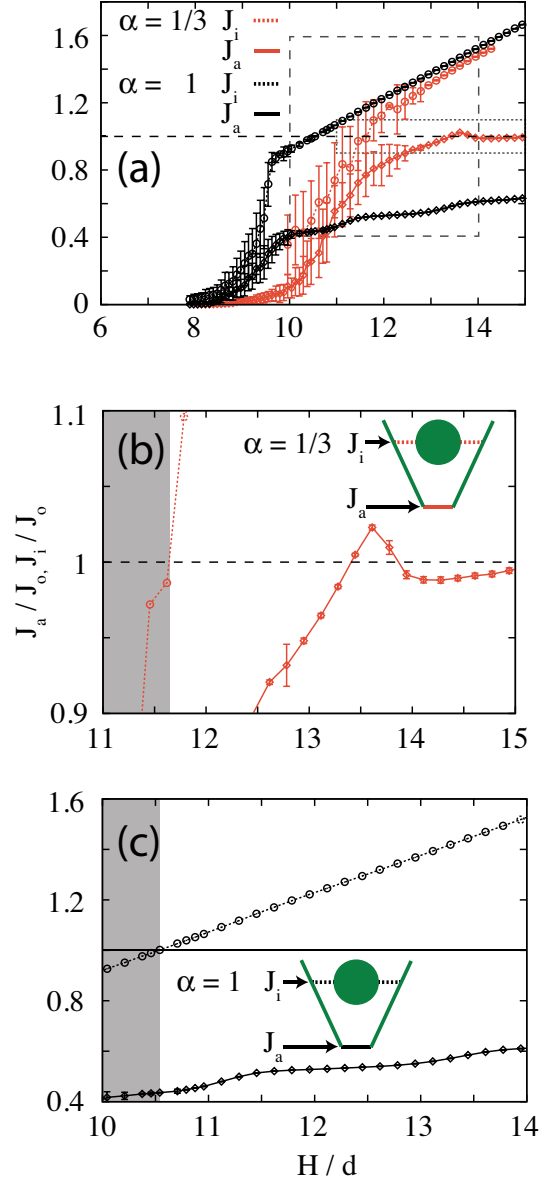 α = 1/3 J_i
J_a
α = 1 J_i
J_a
(a)
1.6
1.2
0.8
0.4
0
6 8 10 12 14
(b)
α = 1/3 J_i
J_a
1.1
1
0.9
11 12 13 14 15
J_a / J_o, J_i / J_o
(c)
α = 1 J_i
J_a
1.6
1.2
0.8
0.4
10 11 12 13 14
H / d